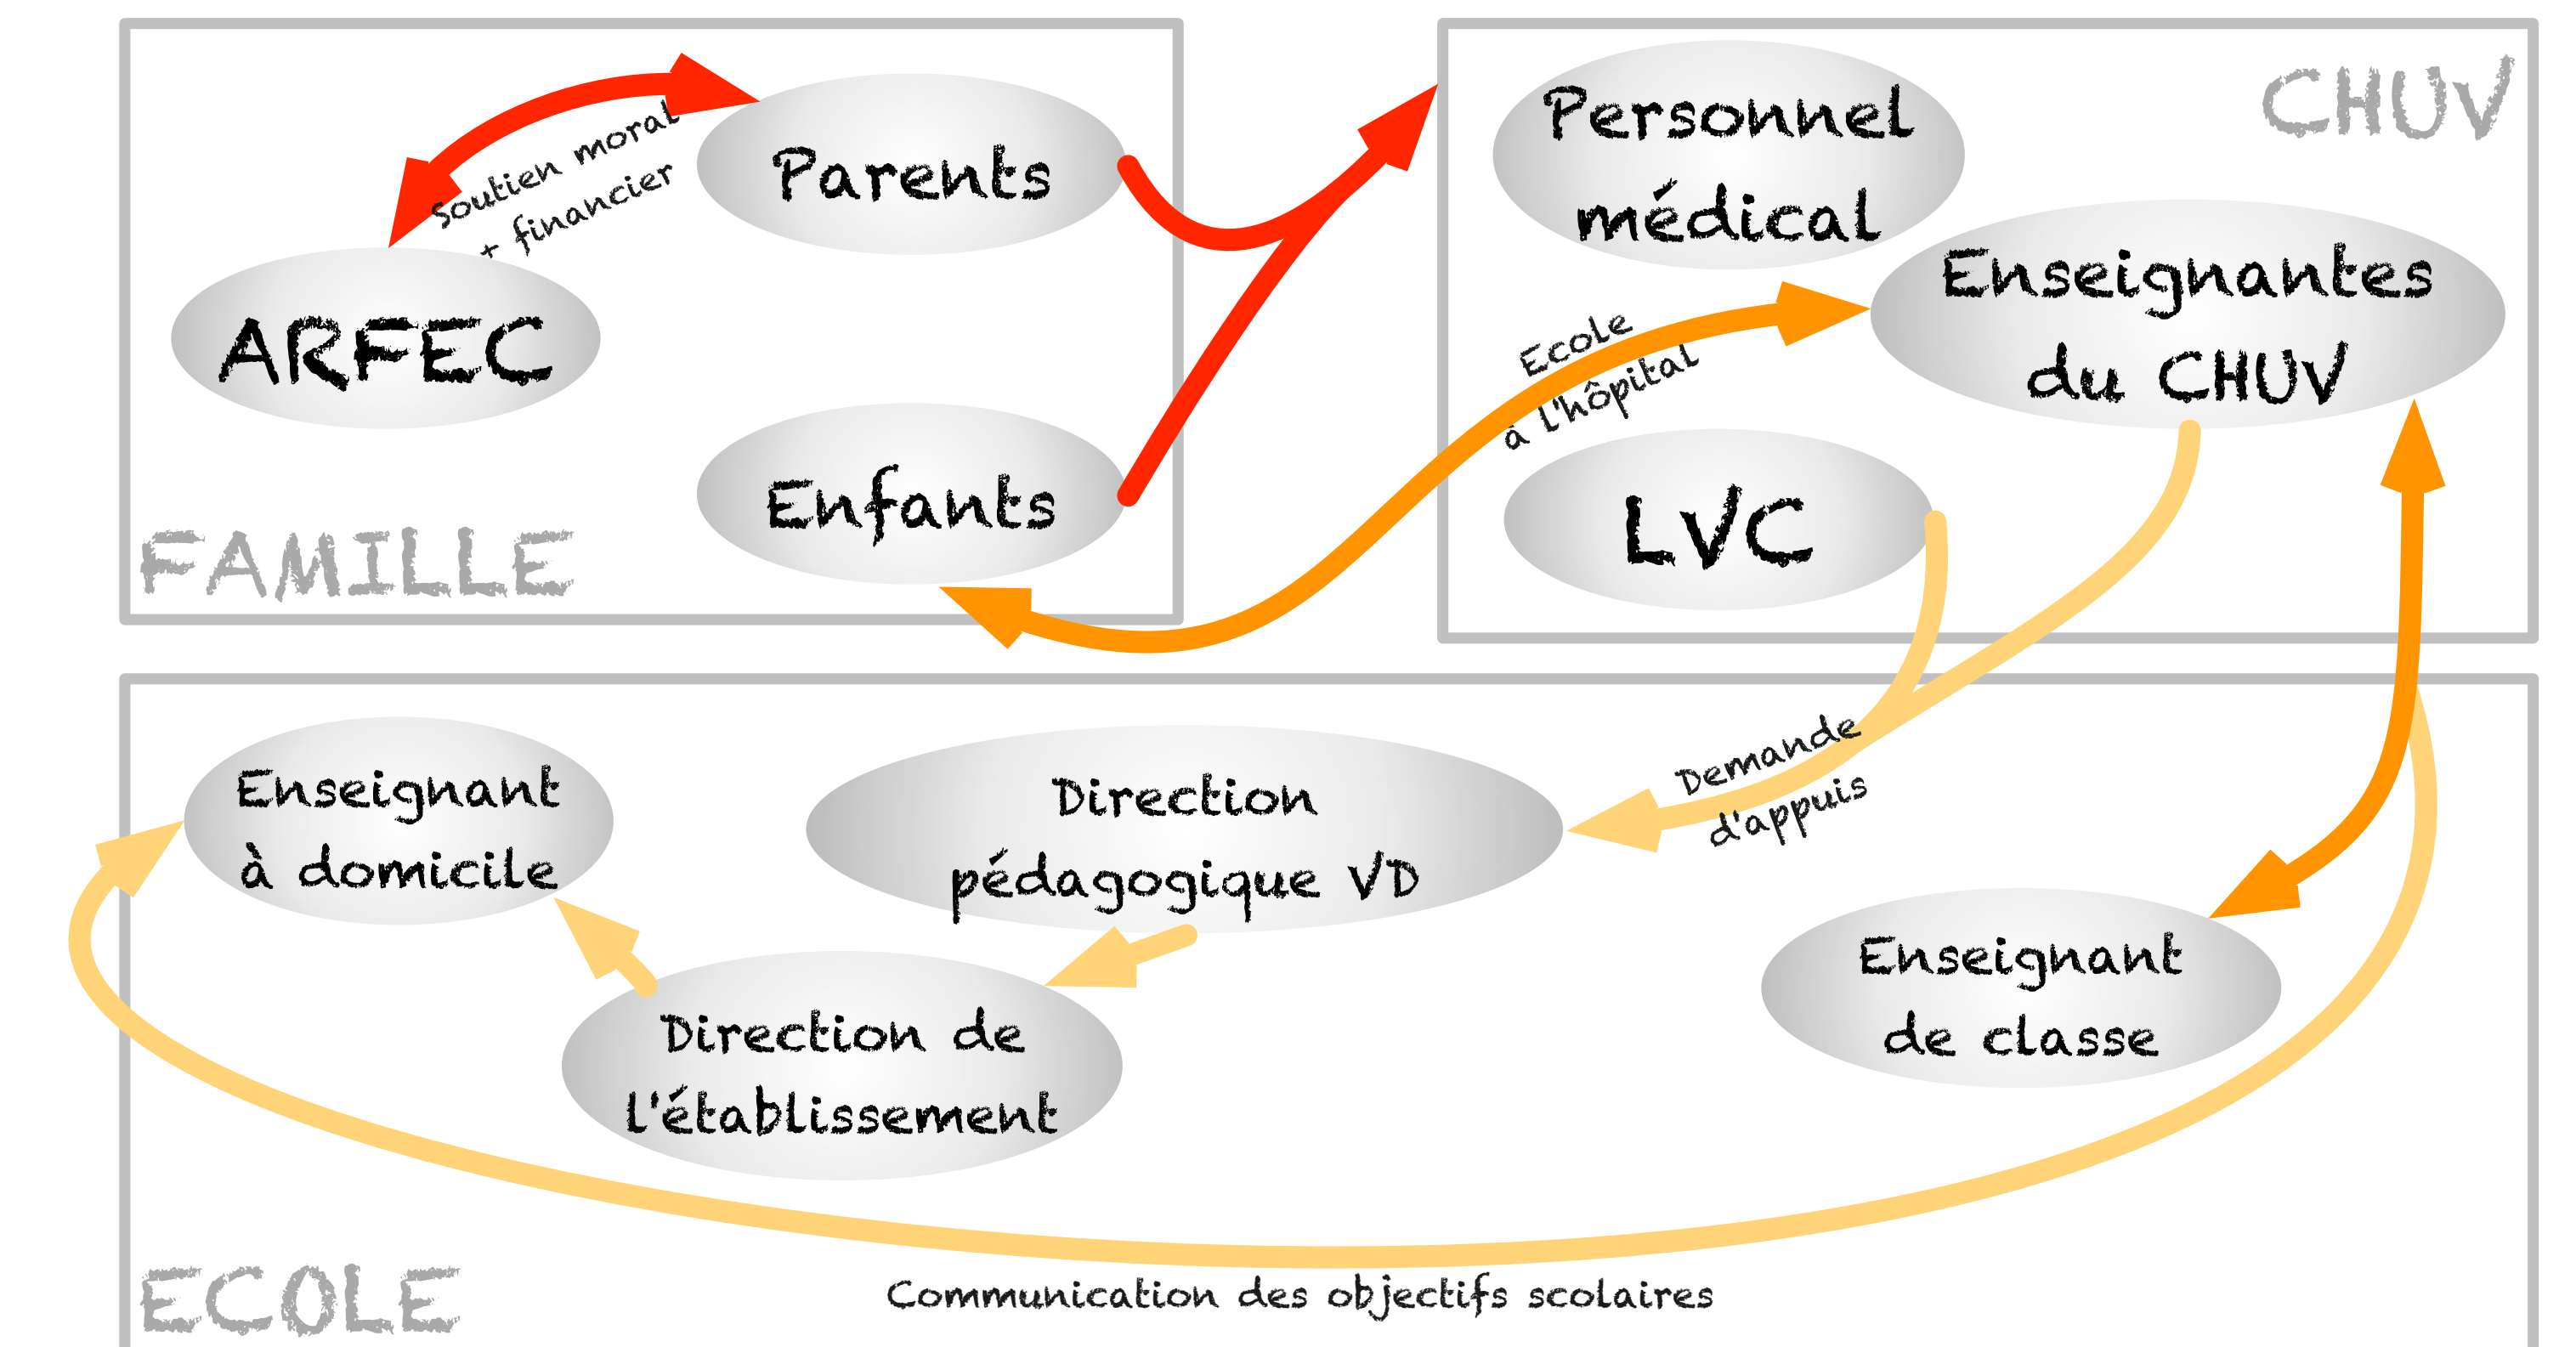 Soutien moral
+ financier
Parents
ARFEC
Enfants
FAMILLE
CHUV
Personnel
médical
Enseignantes
du CHUV
Ecole
à l'hôpital
LVC
Enseignant
à domicile
Direction
pédagogique VD
Demande
d'appuis
Direction de
l'établissement
Enseignant
de classe
Communication des objectifs scolaires
ECOLE